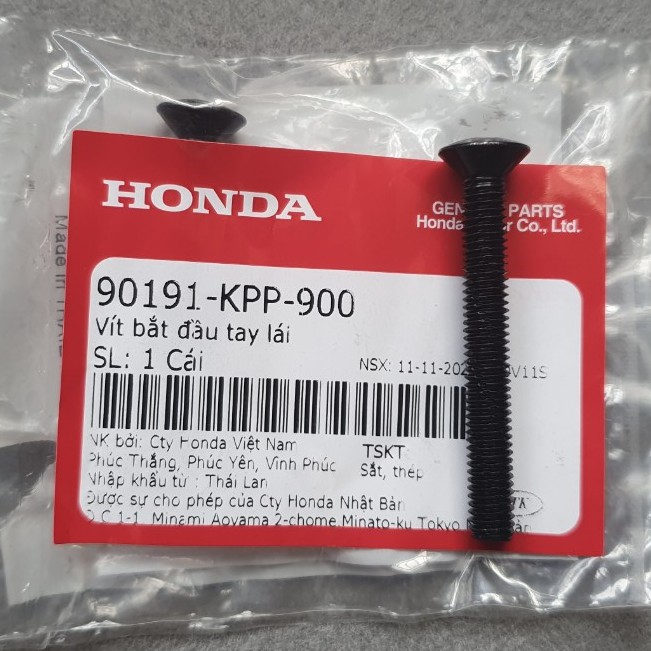 HONDA
PARTS
Honda Co., Ltd.
Made in
90191-KPP-900
Vít bắt đầu tay lái
SL: 1 Cái
NSX: 11-11-202
NK bởi: Cty Honda Việt Nam
TSKT
Phúc Thắng, Phúc Yên, Vĩnh Phúc
Sắt, thép
Nhập khẩu từ : Thái Lan
Được sự cho phép của Cty Honda Nhật Bản
1-1, Minami Aoyama 2-chome, Minato-ku Tokyo